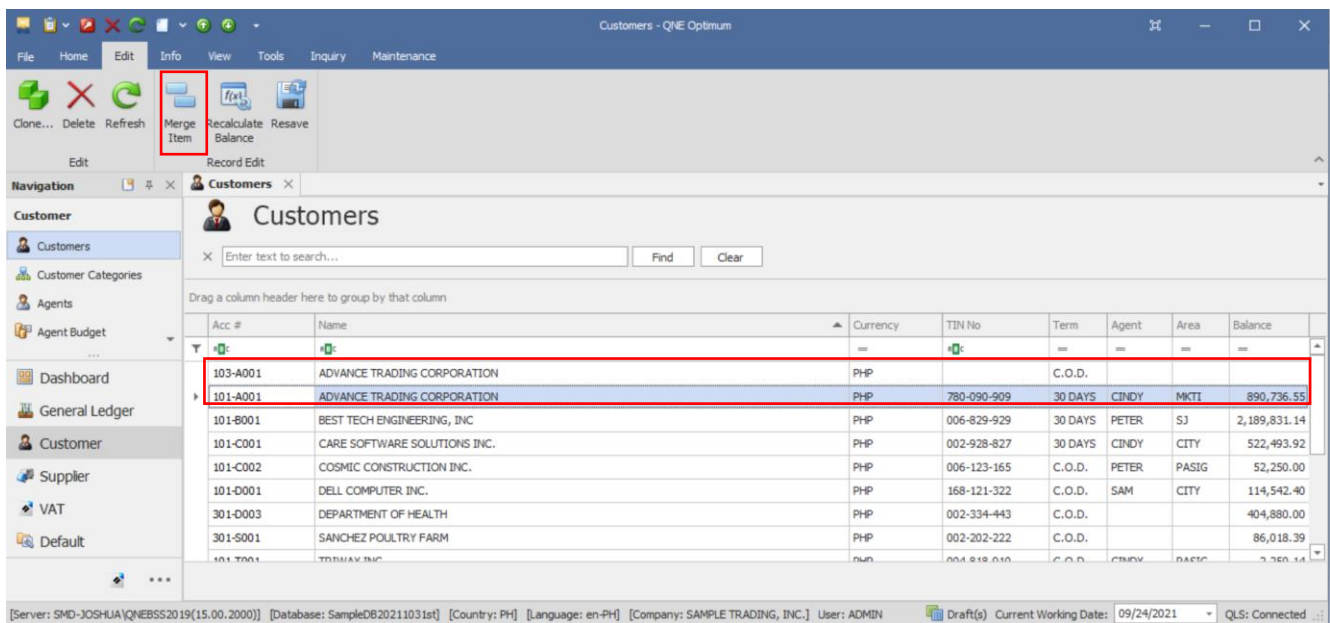 Customers - QNE Optimum
File Home Edit Info View Tools Inquiry Maintenance
Clone... Delete Refresh Merge Item Recalculate Balance Resave
Edit Record Edit
Navigation
Customers
Customer
Customers
Customers
Enter text to search... Find Clear
Customer Categories
Agents
Drag a column header here to group by that column
Agent Budget
Acc # Name Currency TIN No Term Agent Area Balance
103-A001 ADVANCE TRADING CORPORATION PHP C.O.D.
101-A001 ADVANCE TRADING CORPORATION PHP 780-090-909 30 DAYS CINDY MKTI 890,736.55
101-B001 BEST TECH ENGINEERING, INC PHP 006-829-929 30 DAYS PETER SJ 2,189,831.14
101-C001 CARE SOFTWARE SOLUTIONS INC. PHP 002-928-827 30 DAYS CINDY CITY 522,493.92
101-C002 COSMIC CONSTRUCTION INC. PHP 006-123-165 C.O.D. PETER PASIG 52,250.00
101-D001 DELL COMPUTER INC. PHP 168-121-322 C.O.D. SAM CITY 114,542.40
301-D003 DEPARTMENT OF HEALTH PHP 002-334-443 C.O.D. 404,880.00
301-S001 SANCHEZ POULTRY FARM PHP 002-202-222 C.O.D. 86,018.39
Dashboard
General Ledger
Customer
Supplier
VAT
Default
[Server: SMD-JOSHUA\QNEBSS2019(15.00.2000)] [Database: SampleDB20211031st] [Country: PH] [Language: en-PH] [Company: SAMPLE TRADING, INC.] User: ADMIN Draft(s) Current Working Date: 09/24/2021 QLS: Connected